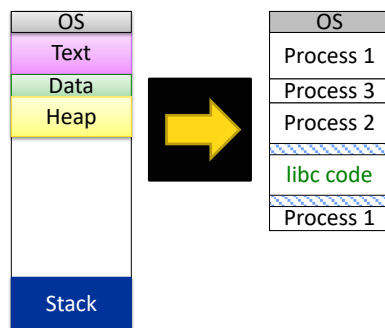 OS
Text
Data
Heap
Stack
OS
Process 1
Process 3
Process 2
libc code
Process 1